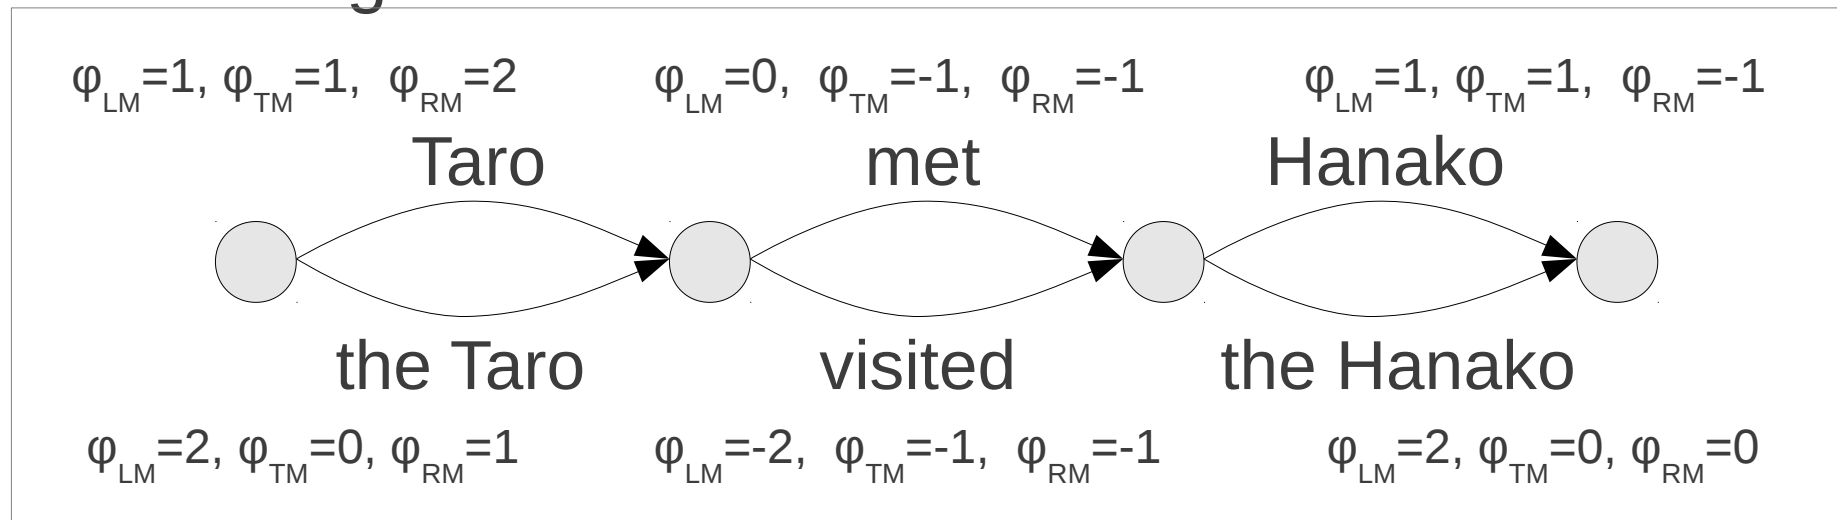 φLM=1, φTM=1, φRM=2 φLM=0, φTM=-1, φRM=-1 φLM=1, φTM=1, φRM=-1
Taro met Hanako
the Taro visited the Hanako
φLM=2, φTM=0, φRM=1 φLM=-2, φTM=-1, φRM=-1 φLM=2, φTM=0, φRM=0